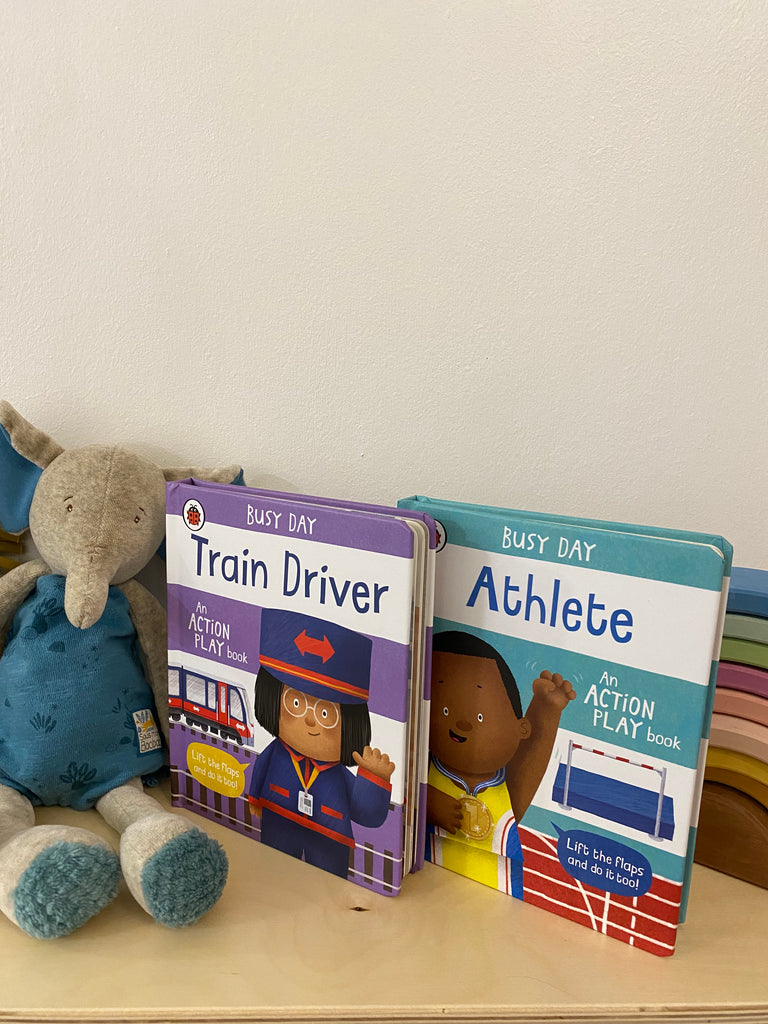 BUSY DAY
Train Driver
An
ACTION
PLAY book
Lift the flaps
and do it too!
BUSY DAY
Athlete
An
ACTION
PLAY book
1
Lift the flaps
and do it too!